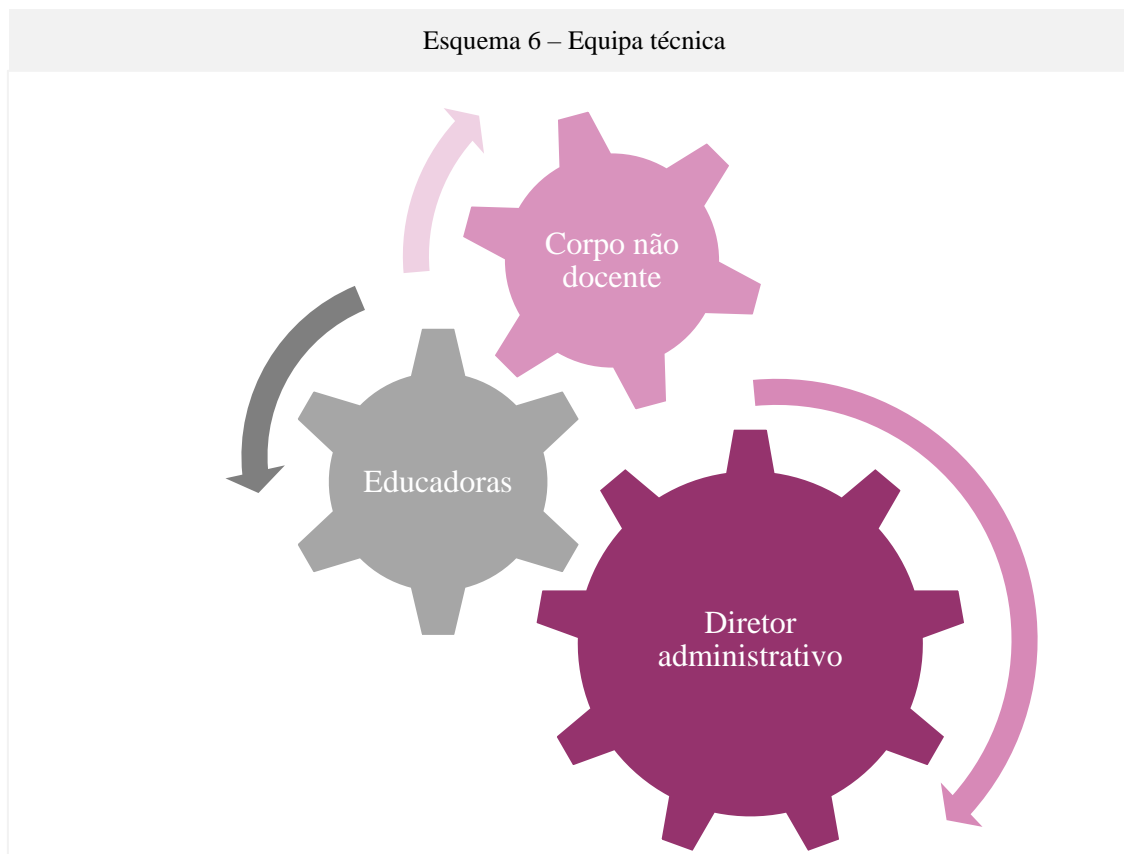 Esquema 6 – Equipa técnica
Corpo não
docente
Educadoras
Diretor
administrativo